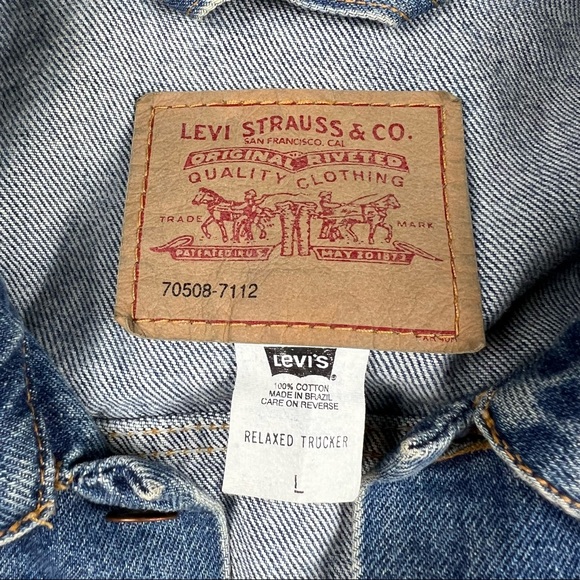 LEVI STRAUSS & CO.
SAN FRANCISCO, CAL
ORIGINAL RIVETED
QUALITY CLOTHING
TRADE MARK
PATENTED IN U.S. MAY 20 1873
70508-7112
LEVI'S
100% COTTON
MADE IN BRAZIL
CARE ON REVERSE
RELAXED TRUCKER
L